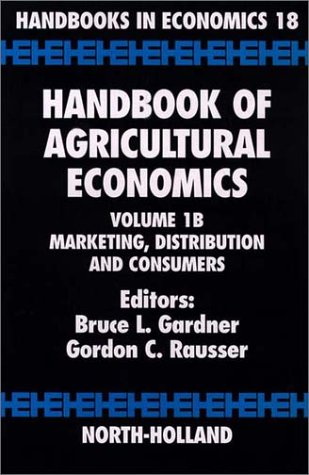 HANDBOOKS IN ECONOMICS 18
HANDBOOK OF
AGRICULTURAL
ECONOMICS
VOLUME 1B
MARKETING, DISTRIBUTION
AND CONSUMERS
Editors:
Bruce L. Gardner
Gordon C. Rausser
NORTH-HOLLAND